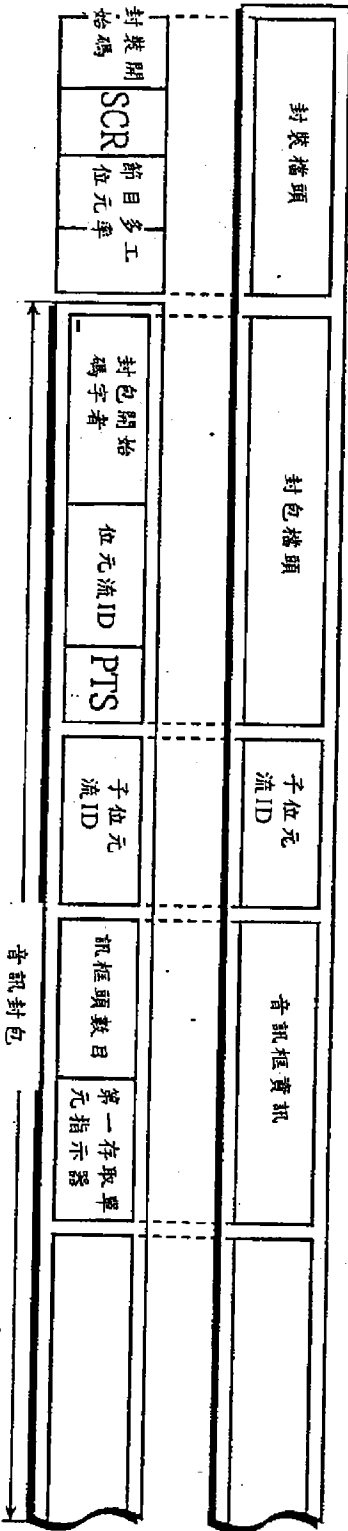 封裝檔頭
封包檔頭
子位元
流ID
音訊框資訊
封裝開
始碼
SCR
節目多工
位元率
封包開始
碼字者
位元流ID
PTS
子位元
流ID
訊框頭數目
第一存取單
元指示器
音訊封包